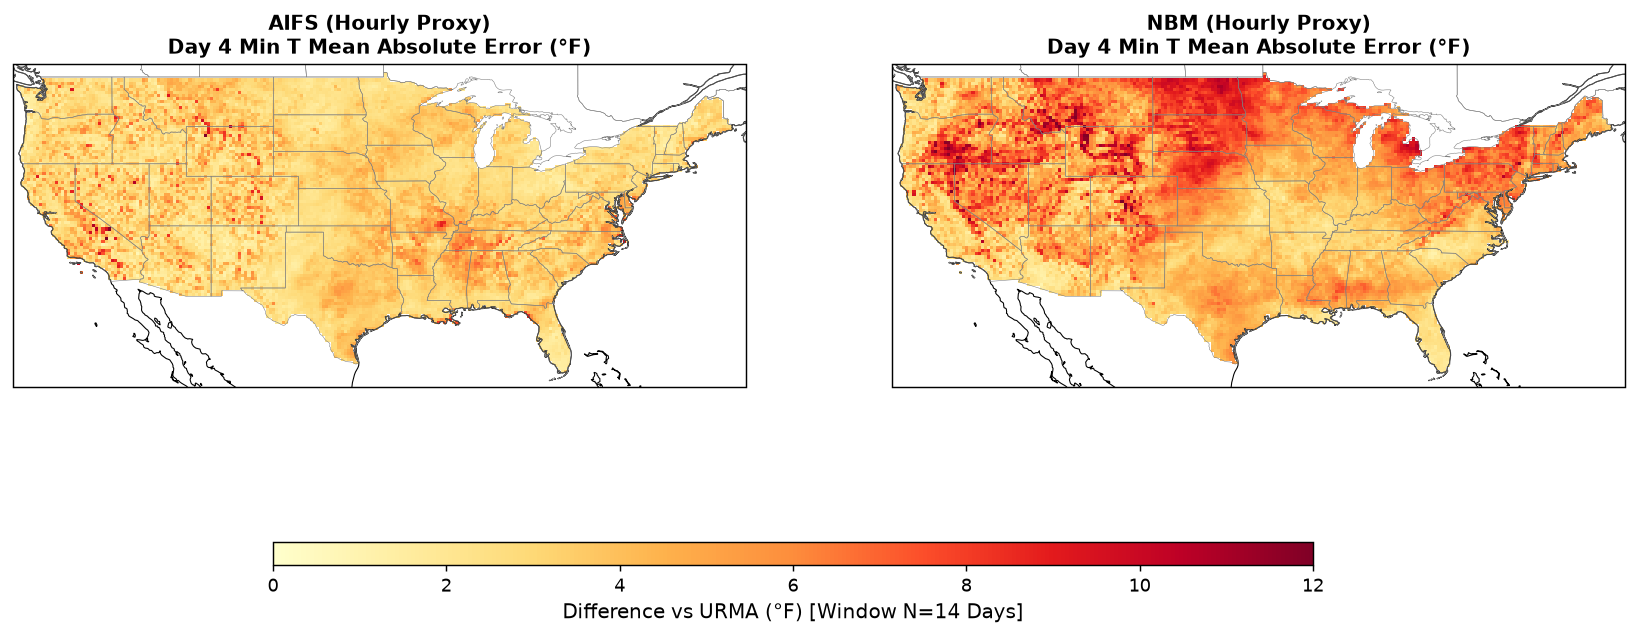 AIFS (Hourly Proxy)
Day 4 Min T Mean Absolute Error (°F)
NBM (Hourly Proxy)
Day 4 Min T Mean Absolute Error (°F)
0 2 4 6 8 10 12
Difference vs URMA (°F) [Window N=14 Days]